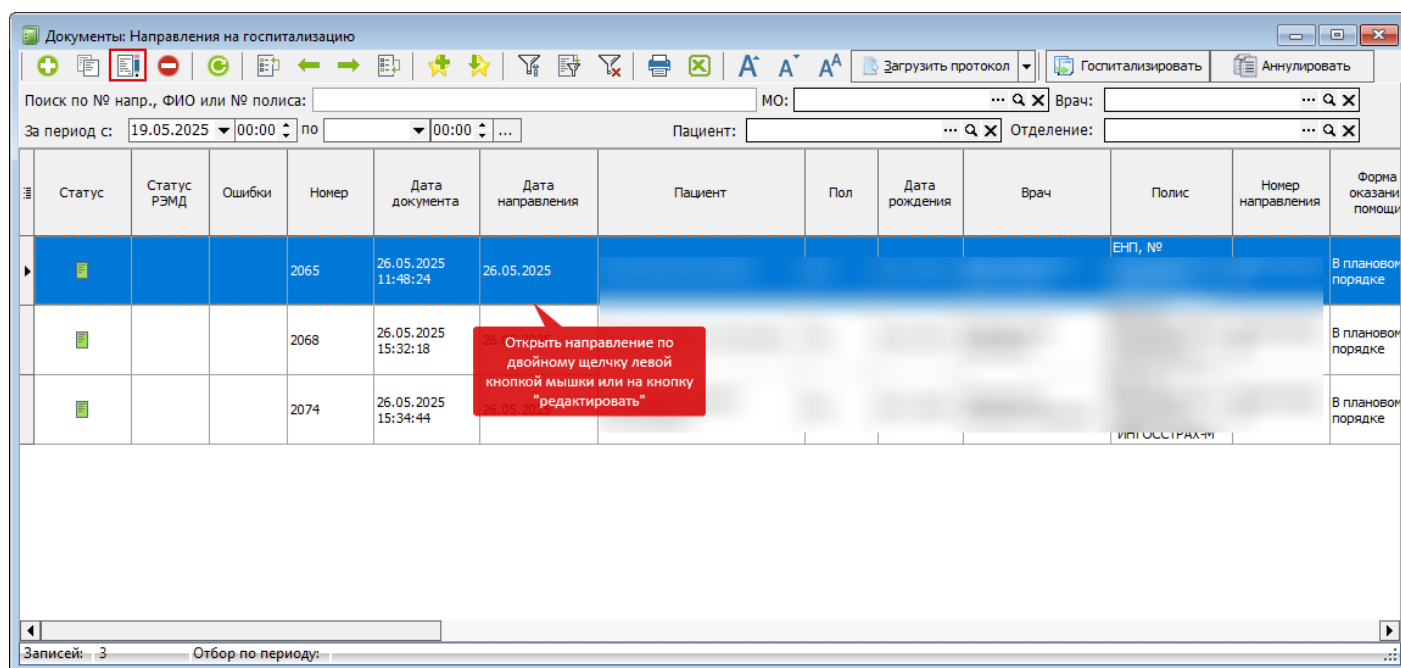 Документы: Направления на госпитализацию
Загрузить протокол
Госпитализировать
Аннулировать
Поиск по № напр., ФИО или № полиса:
МО:
Врач:
За период с: 19.05.2025 00:00 по 00:00 ...
Пациент:
Отделение:
Статус
Статус
РЭМД
Ошибки
Номер
Дата
документа
Дата
направления
Пациент
Пол
Дата
рождения
Врач
Полис
Номер
направления
Форма
оказани
помощи
2065
26.05.2025
11:48:24
26.05.2025
ЕНП, №
В плановом
порядке
2068
26.05.2025
15:32:18
В плановом
порядке
Открыть направление по
двойному щелчку левой
кнопкой мышки или на кнопку
"редактировать"
2074
26.05.2025
15:34:44
26.05.2025
ИНГОССТРАХ-М
В плановом
порядке
Записей: 3
Отбор по периоду: